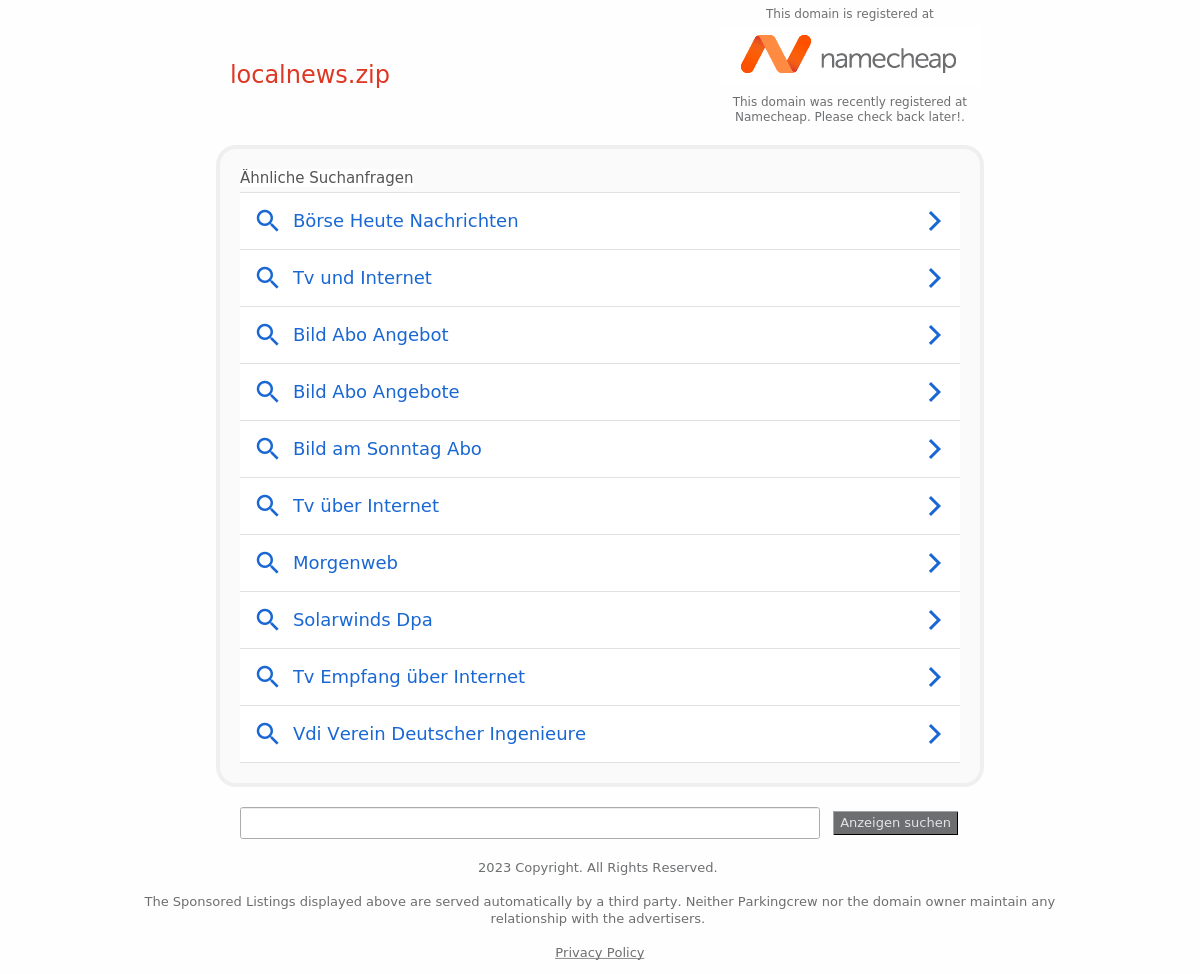 This domain is registered at
namecheap
localnews.zip
This domain was recently registered at
Namecheap. Please check back later!.
Ähnliche Suchanfragen
Börse Heute Nachrichten
Tv und Internet
Bild Abo Angebot
Bild Abo Angebote
Bild am Sonntag Abo
Tv über Internet
Morgenweb
Solarwinds Dpa
Tv Empfang über Internet
Vdi Verein Deutscher Ingenieure
Anzeigen suchen
2023 Copyright. All Rights Reserved.
The Sponsored Listings displayed above are served automatically by a third party. Neither Parkingcrew nor the domain owner maintain any
relationship with the advertisers.
Privacy Policy